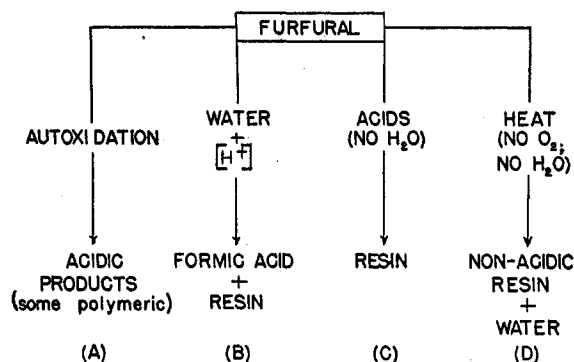 FURFURAL
AUTOXIDATION
WATER
+
[H+]
ACIDS
(NO H₂O)
HEAT
(NO O₂;
NO H₂O)
ACIDIC
PRODUCTS
(some polymeric)
FORMIC ACID
+
RESIN
RESIN
NON-ACIDIC
RESIN
+
WATER
(A)
(B)
(C)
(D)